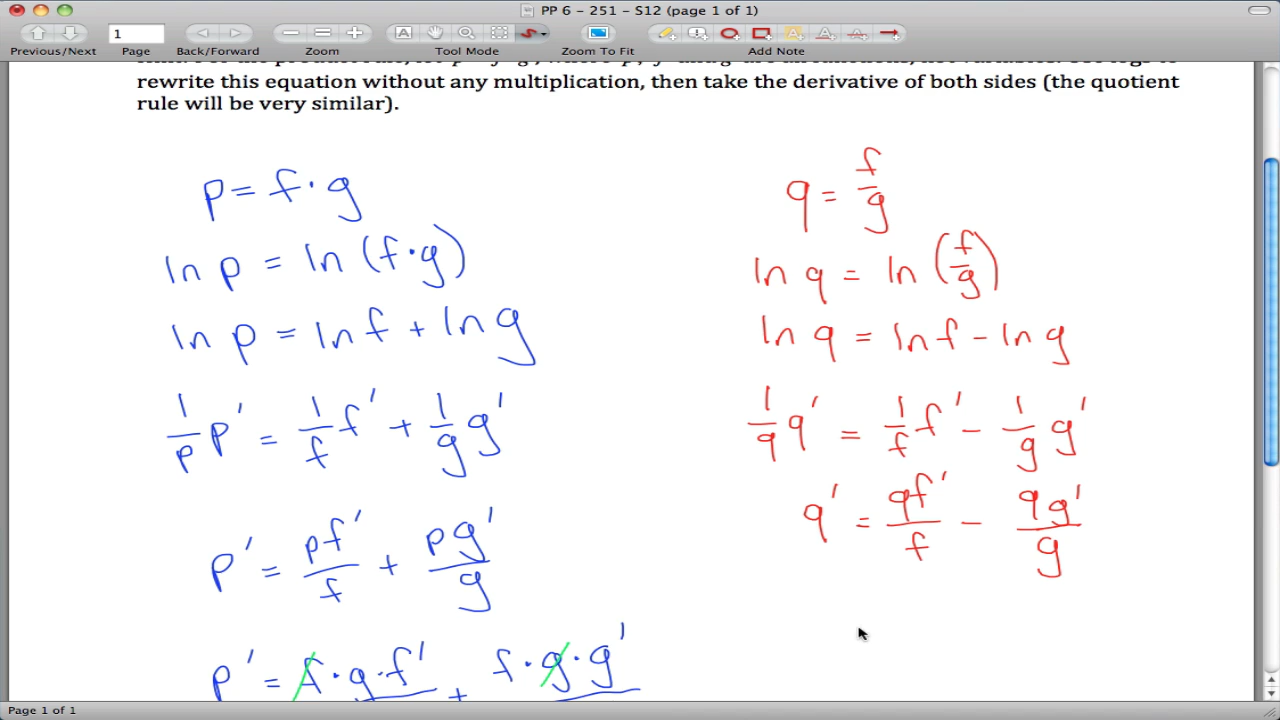 PP 6 – 251 – S12 (page 1 of 1)
1
Previous/Next Page Back/Forward Zoom Tool Mode Zoom To Fit Add Note
rewrite this equation without any multiplication, then take the derivative of both sides (the quotient
rule will be very similar).
p = f · g
ln p = ln (f · g)
ln p = ln f + ln g
1/p p' = 1/f f' + 1/g g'
p' = pf'/f + pg'/g
p' = f · g · f' + f · g · g'
q = f/g
ln q = ln (f/g)
ln q = ln f - ln g
1/q q' = 1/f f' - 1/g g'
q' = qf'/f - qg'/g
Page 1 of 1